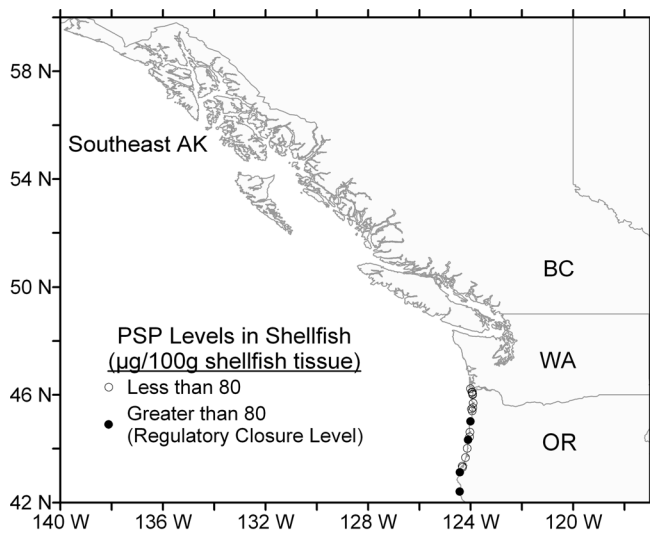 58 N
Southeast AK
54 N
BC
50 N
PSP Levels in Shellfish
(µg/100g shellfish tissue)
WA
Less than 80
46 N
Greater than 80
(Regulatory Closure Level)
OR
42 N
140 W 136 W 132 W 128 W 124 W 120 W